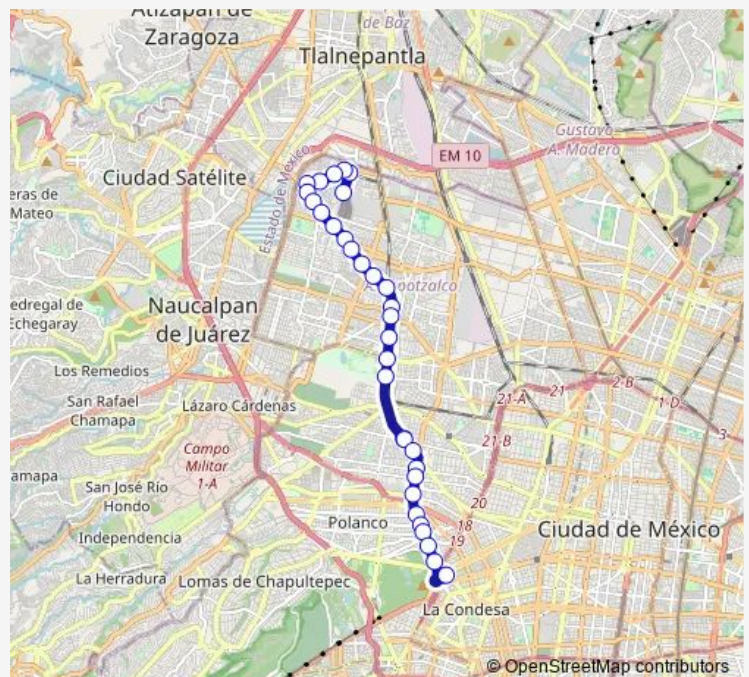 Atizapán de
Zaragoza
de Baz
Tlalnepantla
Gustavo
A. Madero
EM 10
Ciudad Satélite
Estado de México
eras de
Mateo
edregal de
Echegaray
Naucalpan
de Juárez
Los Remedios
San Rafael
Chamapa
Lázaro Cárdenas
21-A
21
2-B
1-D
3
21-B
Campo
Militar
1-A
amapa
San José Río
Hondo
20
Polanco
18
19
Ciudad de México
Independencia
La Herradura
Lomas de Chapultepec
La Condesa
© OpenStreetMap contributors